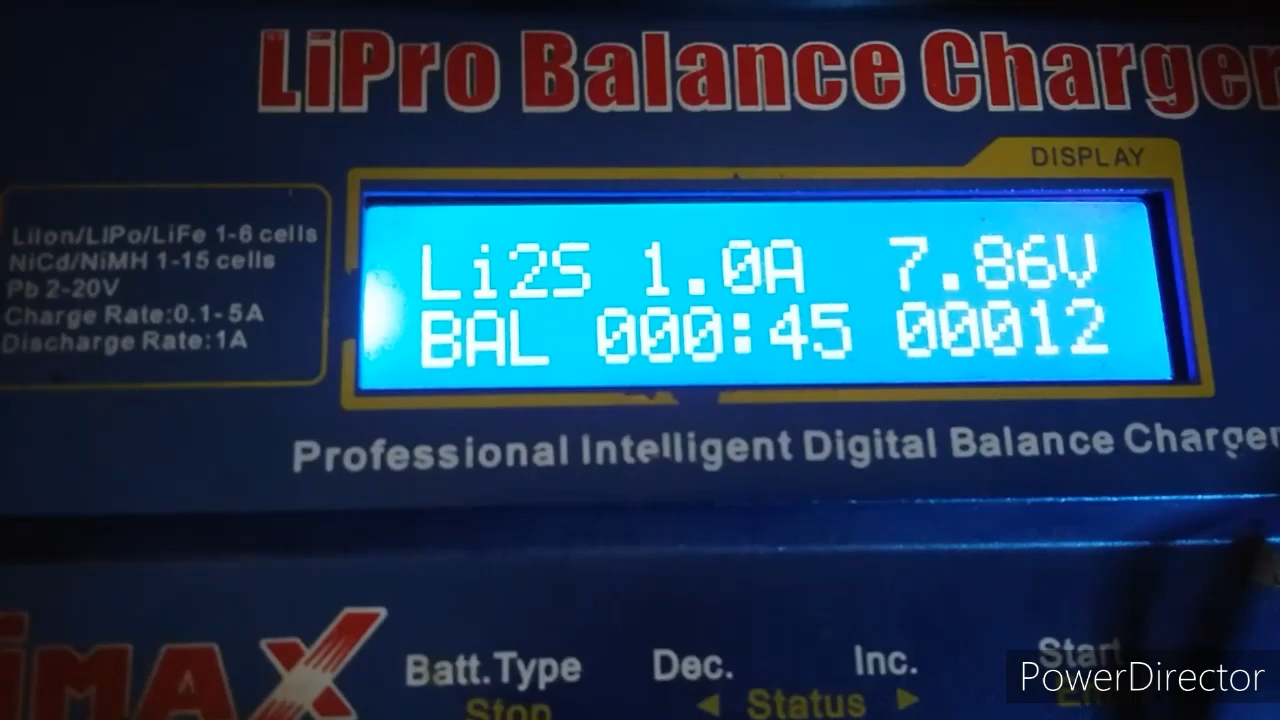 LiPro Balance Charger
DISPLAY
LiIon/LIPo/LiFe 1-6 cells
NiCd/NiMH 1-15 cells
Pb 2-20V
Charge Rate:0.1-5A
Discharge Rate:1A
Li2S 1.0A 7.86V
BAL 000:45 00012
Professional Intelligent Digital Balance Charger
iMAX
Batt.Type Dec. Inc. Start
Stop ◄ Status ►
PowerDirector